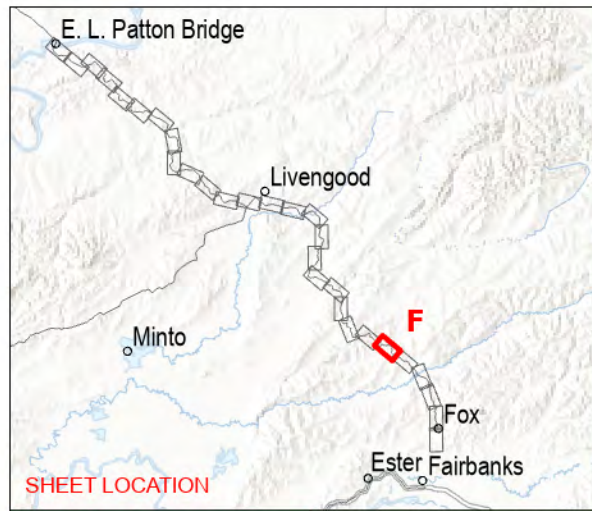 E. L. Patton Bridge
Livengood
Minto
F
Fox
Ester Fairbanks
SHEET LOCATION